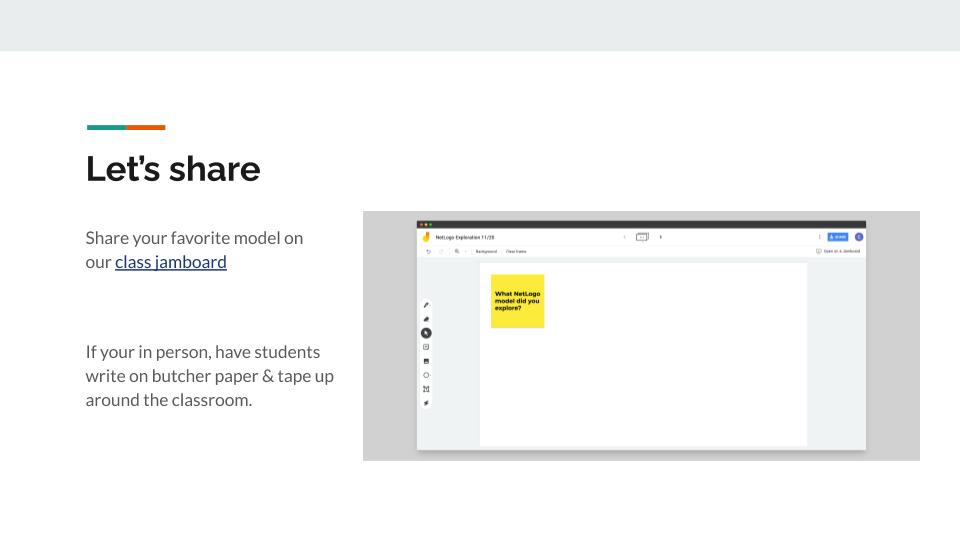 Let's share
Share your favorite model on
our class jamboard
If your in person, have students
write on butcher paper & tape up
around the classroom.
NetLogo Exploration 11/20
SHARE
Background
Clear frame
Open on a Jamboard
What NetLogo
model did you
explore?